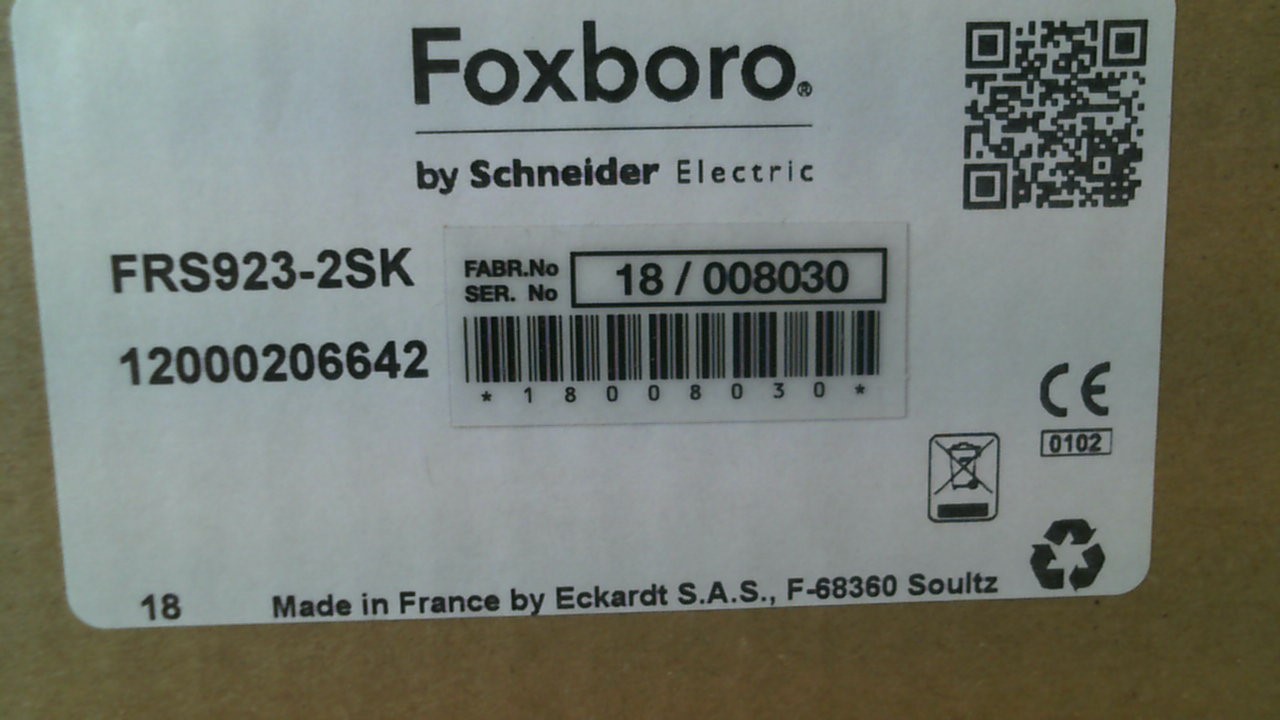 Foxboro®
by Schneider Electric
FRS923-2SK
12000206642
FABR.No
SER. No
18 / 008030
*18008030*
CE
0102
18
Made in France by Eckardt S.A.S., F-68360 Soultz